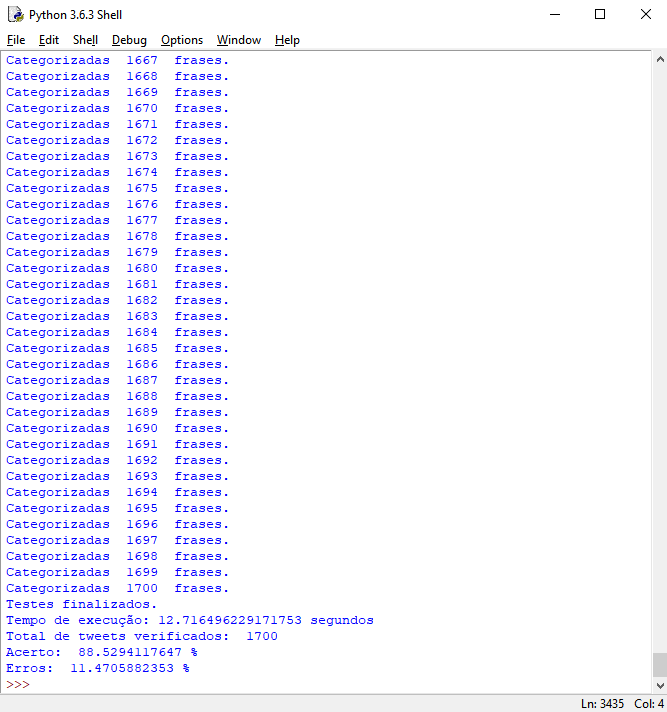 Python 3.6.3 Shell
File Edit Shell Debug Options Window Help
Categorizadas  1667  frases.
Categorizadas  1668  frases.
Categorizadas  1669  frases.
Categorizadas  1670  frases.
Categorizadas  1671  frases.
Categorizadas  1672  frases.
Categorizadas  1673  frases.
Categorizadas  1674  frases.
Categorizadas  1675  frases.
Categorizadas  1676  frases.
Categorizadas  1677  frases.
Categorizadas  1678  frases.
Categorizadas  1679  frases.
Categorizadas  1680  frases.
Categorizadas  1681  frases.
Categorizadas  1682  frases.
Categorizadas  1683  frases.
Categorizadas  1684  frases.
Categorizadas  1685  frases.
Categorizadas  1686  frases.
Categorizadas  1687  frases.
Categorizadas  1688  frases.
Categorizadas  1689  frases.
Categorizadas  1690  frases.
Categorizadas  1691  frases.
Categorizadas  1692  frases.
Categorizadas  1693  frases.
Categorizadas  1694  frases.
Categorizadas  1695  frases.
Categorizadas  1696  frases.
Categorizadas  1697  frases.
Categorizadas  1698  frases.
Categorizadas  1699  frases.
Categorizadas  1700  frases.
Testes finalizados.
Tempo de execução: 12.716496229171753 segundos
Total de tweets verificados:  1700
Acerto:  88.5294117647 %
Erros:  11.4705882353 %
>>>
Ln: 3435 Col: 4